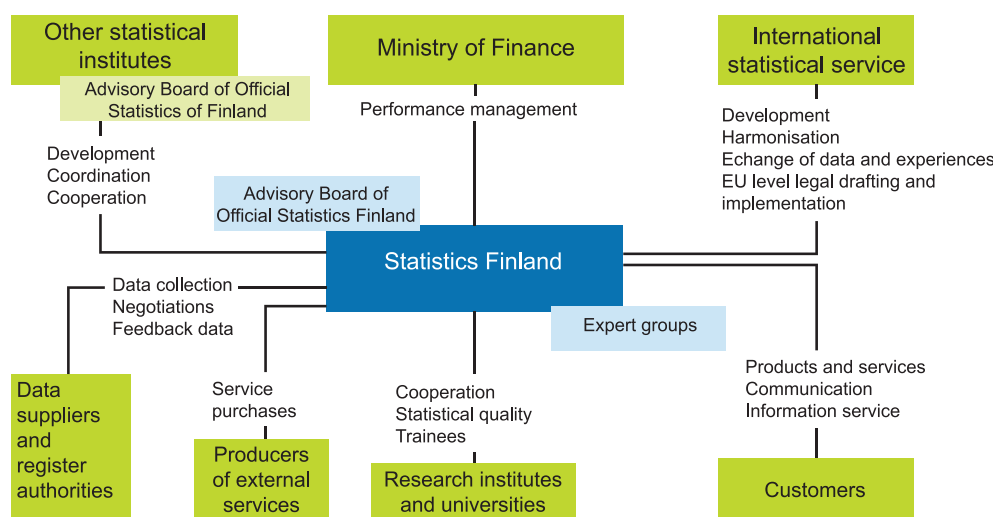 Other statistical
institutes
Advisory Board of Official
Statistics of Finland
Development
Coordination
Cooperation
Ministry of Finance
Performance management
International
statistical service
Development
Harmonisation
Echange of data and experiences
EU level legal drafting and
implementation
Advisory Board of
Official Statistics Finland
Statistics Finland
Expert groups
Data collection
Negotiations
Feedback data
Data
suppliers
and
register
authorities
Service
purchases
Producers
of external
services
Cooperation
Statistical quality
Trainees
Research institutes
and universities
Products and services
Communication
Information service
Customers